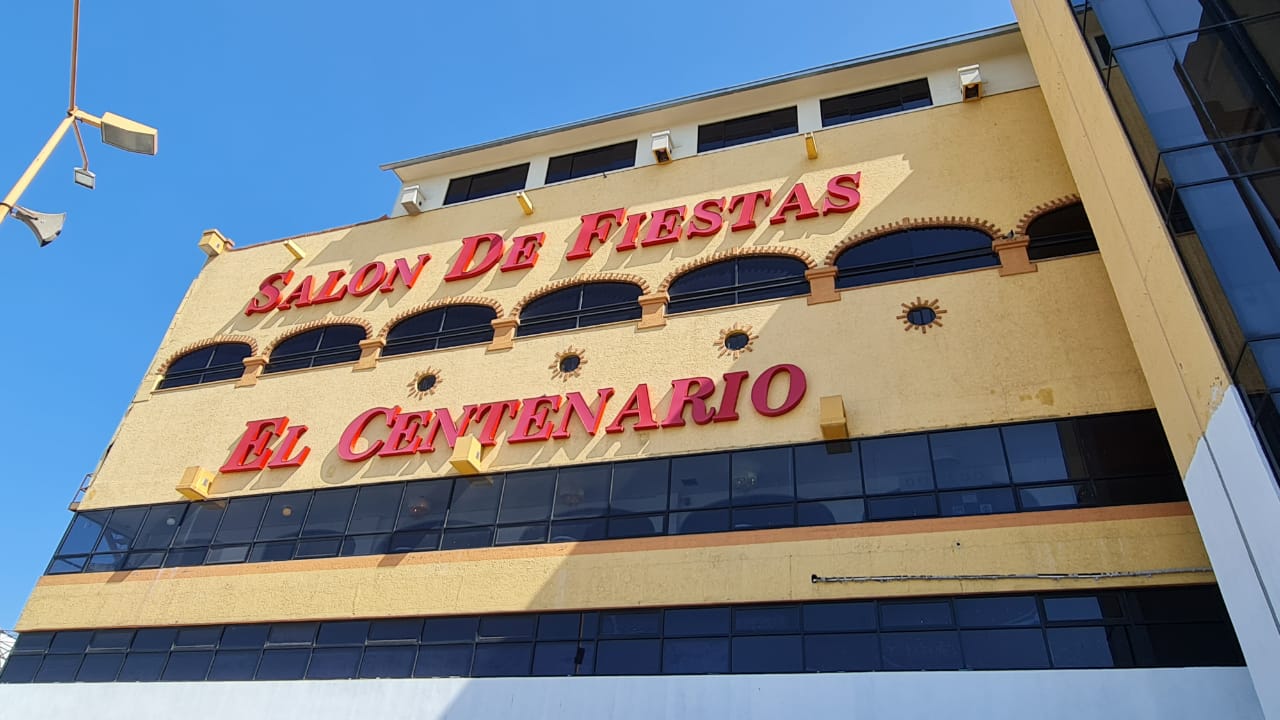 SALON DE FIESTAS
EL CENTENARIO